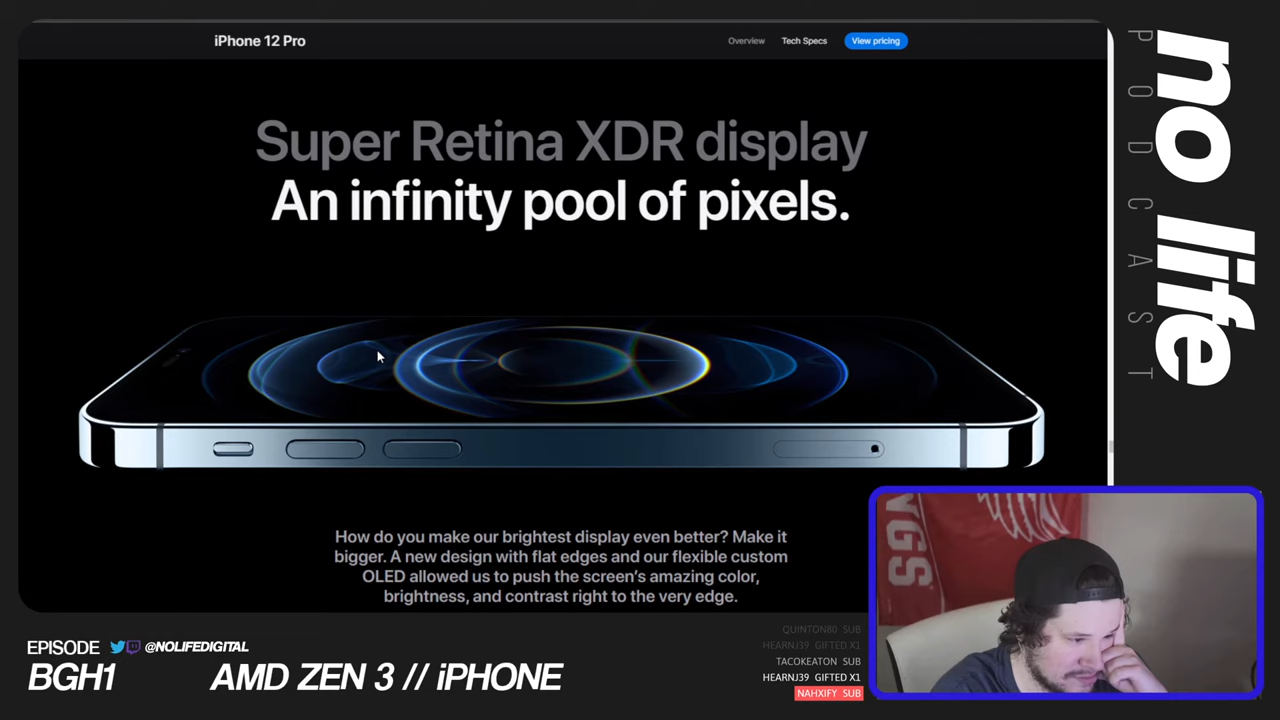 iPhone 12 Pro
Overview
Tech Specs
View pricing
Super Retina XDR display
An infinity pool of pixels.
How do you make our brightest display even better? Make it
bigger. A new design with flat edges and our flexible custom
OLED allowed us to push the screen's amazing color,
brightness, and contrast right to the very edge.
no life
PODCAST
NGS
EPISODE
@NOLIFEDIGITAL
BGH1
AMD ZEN 3 // iPHONE
QUINTON80 SUB
HEARNJ39 GIFTED X1
TACOKEATON SUB
HEARNJ39 GIFTED X1
NAHXIFY SUB